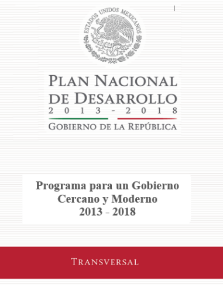 1
ESTADOS UNIDOS MEXICANOS
PLAN NACIONAL
DE DESARROLLO
2013 - 2018
GOBIERNO DE LA REPÚBLICA
Programa para un Gobierno
Cercano y Moderno
2013 - 2018
TRANSVERSAL